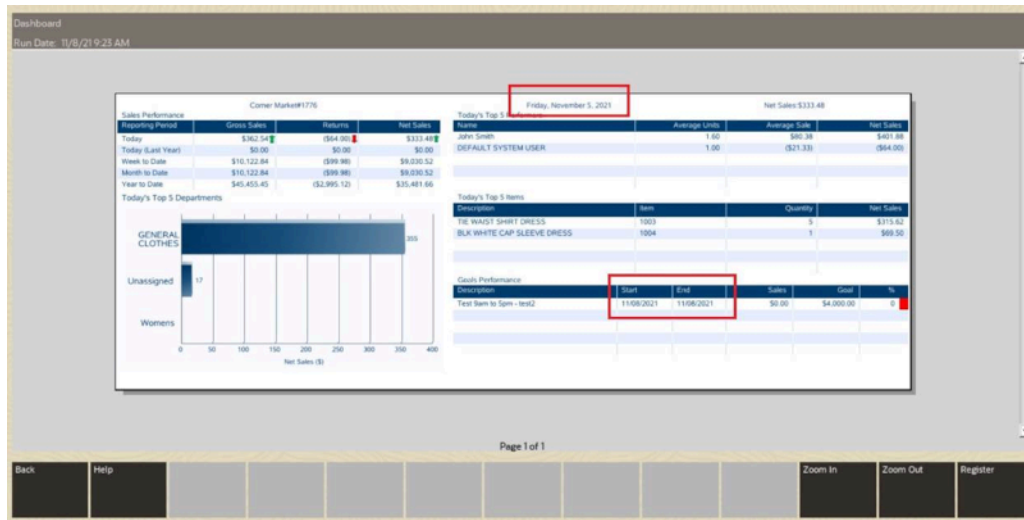 Dashboard
Run Date: 11/8/21 9:23 AM
Corner Market#1776
Friday, November 5, 2021
Net Sales:$333.48
Sales Performance
Reporting Period Gross Sales Returns Net Sales
Today $362.54 ($64.00) $333.48
Today (Last Year) $0.00 $0.00 $0.00
Week to Date $10,122.84 ($99.98) $9,030.52
Month to Date $10,122.84 ($99.98) $9,030.52
Year to Date $45,455.45 ($2,995.12) $35,481.66
Today's Top 5 Departments
GENERAL
CLOTHES
355
Unassigned
17
Womens
0 50 100 150 200 250 300 350 400
Net Sales ($)
Today's Top 5
Name Average Units Average Sale Net Sales
John Smith 1.60 $80.38 $401.88
DEFAULT SYSTEM USER 1.00 ($21.33) ($64.00)
Today's Top 5 Items
Description Item Quantity Net Sales
TIE WAIST SHIRT DRESS 1003 5 $315.62
BLK WHITE CAP SLEEVE DRESS 1004 1 $69.50
Goals Performance
Description Start End Sales Goal %
Test 9am to 5pm - test2 11/08/2021 11/08/2021 $0.00 $4,000.00 0
Page 1 of 1
Back Help Zoom In Zoom Out Register